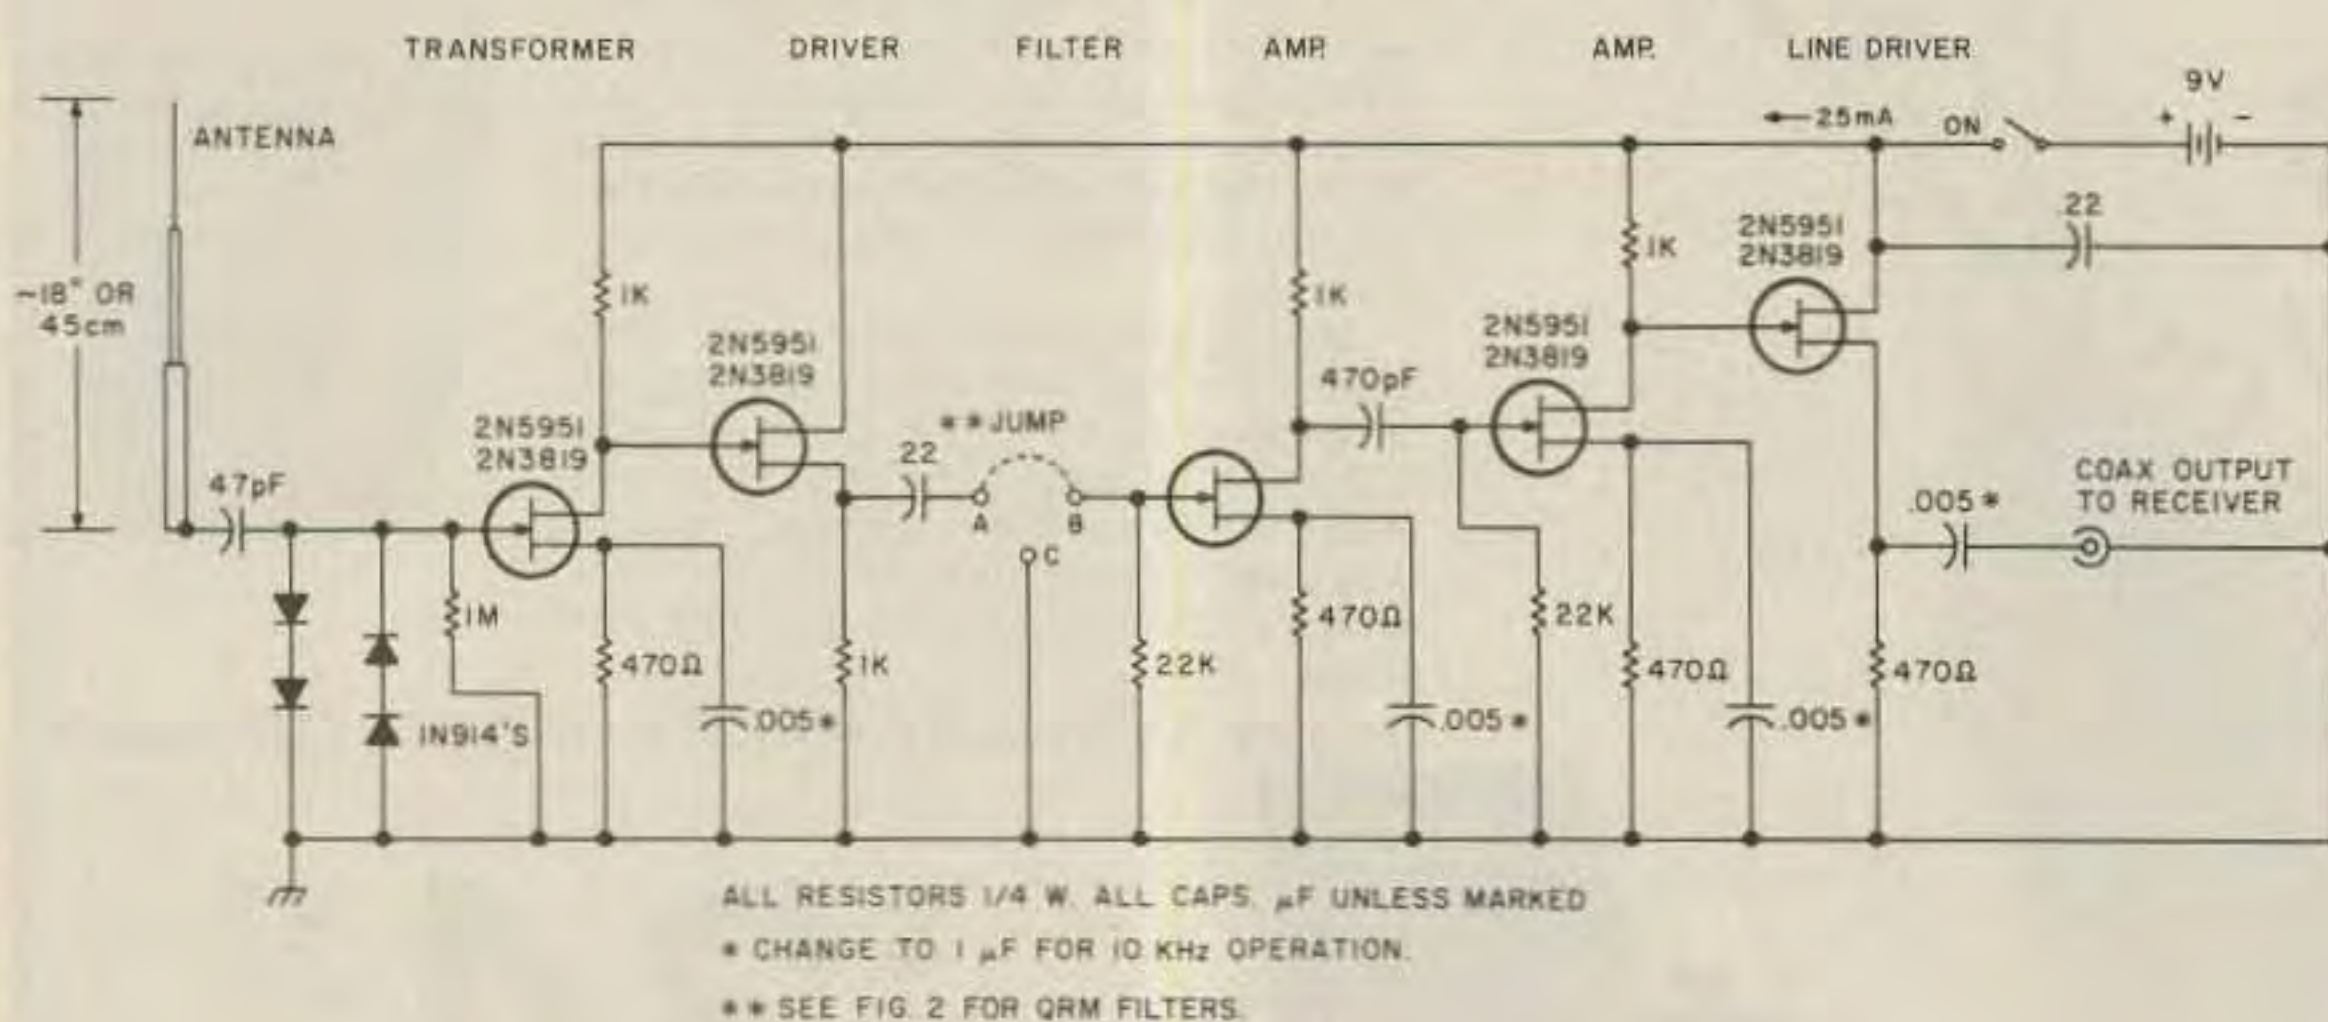 TRANSFORMER
DRIVER
FILTER
AMP.
AMP.
LINE DRIVER
9V
+ -
ANTENNA
25mA
ON
.22
~18" OR
45cm
1K
2N5951
2N3819
1K
1K
2N5951
2N3819
2N5951
2N3819
470pF
2N5951
2N3819
**JUMP
22
47pF
A
B
C
.005*
COAX OUTPUT
TO RECEIVER
1M
470Ω
1K
22K
470Ω
22K
470Ω
470Ω
1N914'S
.005*
.005*
.005*
ALL RESISTORS 1/4 W. ALL CAPS. µF UNLESS MARKED
* CHANGE TO 1 µF FOR 10 KHz OPERATION.
** SEE FIG. 2 FOR QRM FILTERS.